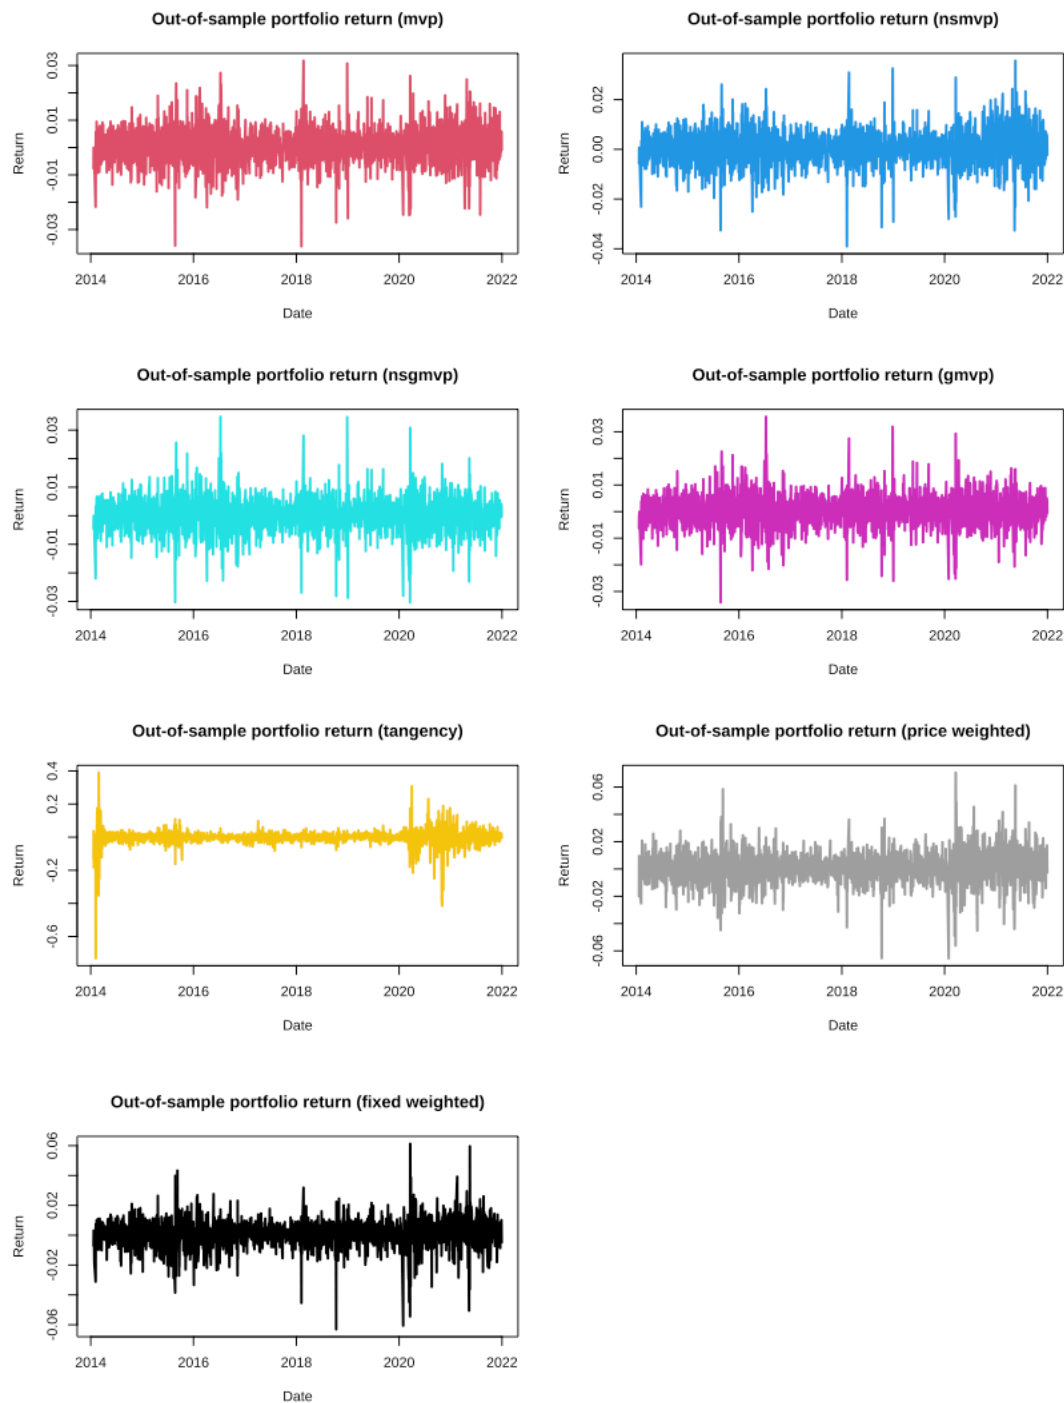 Out-of-sample portfolio return (mvp)
Return
0.03
0.01
-0.01
-0.03
2014 2016 2018 2020 2022
Date
Out-of-sample portfolio return (nsmvp)
Return
0.02
0.00
-0.02
-0.04
2014 2016 2018 2020 2022
Date
Out-of-sample portfolio return (nsgmvp)
Return
0.03
0.01
-0.01
-0.03
2014 2016 2018 2020 2022
Date
Out-of-sample portfolio return (gmvp)
Return
0.03
0.01
-0.01
-0.03
2014 2016 2018 2020 2022
Date
Out-of-sample portfolio return (tangency)
Return
0.4
0.2
-0.2
-0.6
2014 2016 2018 2020 2022
Date
Out-of-sample portfolio return (price weighted)
Return
0.06
0.02
-0.02
-0.06
2014 2016 2018 2020 2022
Date
Out-of-sample portfolio return (fixed weighted)
Return
0.06
0.02
-0.02
-0.06
2014 2016 2018 2020 2022
Date